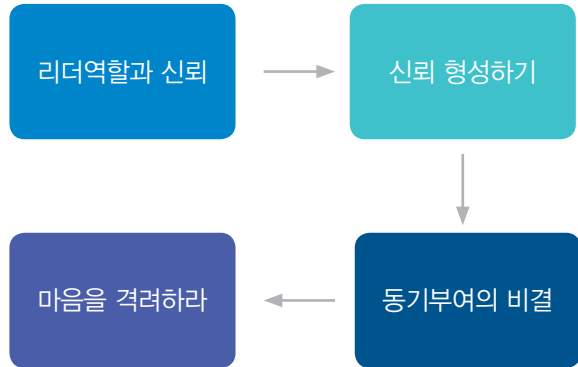 리더역할과 신뢰
신뢰 형성하기
동기부여의 비결
마음을 격려하라